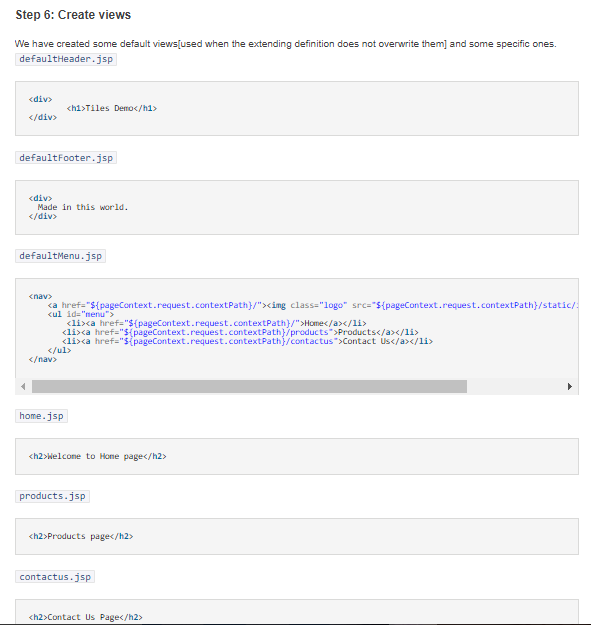 Step 6: Create views
We have created some default views[used when the extending definition does not overwrite them] and some specific ones.
defaultHeader.jsp
<div>
        <h1>Tiles Demo</h1>
</div>
defaultFooter.jsp
<div>
  Made in this world.
</div>
defaultMenu.jsp
<nav>
    <a href="${pageContext.request.contextPath}/"><img class="logo" src="${pageContext.request.contextPath}/static/
    <ul id="menu">
        <li><a href="${pageContext.request.contextPath}/">Home</a></li>
       <li><a href="${pageContext.request.contextPath}/products">Products</a></li>
       <li><a href="${pageContext.request.contextPath}/contactus">Contact Us</a></li>
    </ul>
</nav>
home.jsp
<h2>Welcome to Home page</h2>
products.jsp
<h2>Products page</h2>
contactus.jsp
<h2>Contact Us Page</h2>